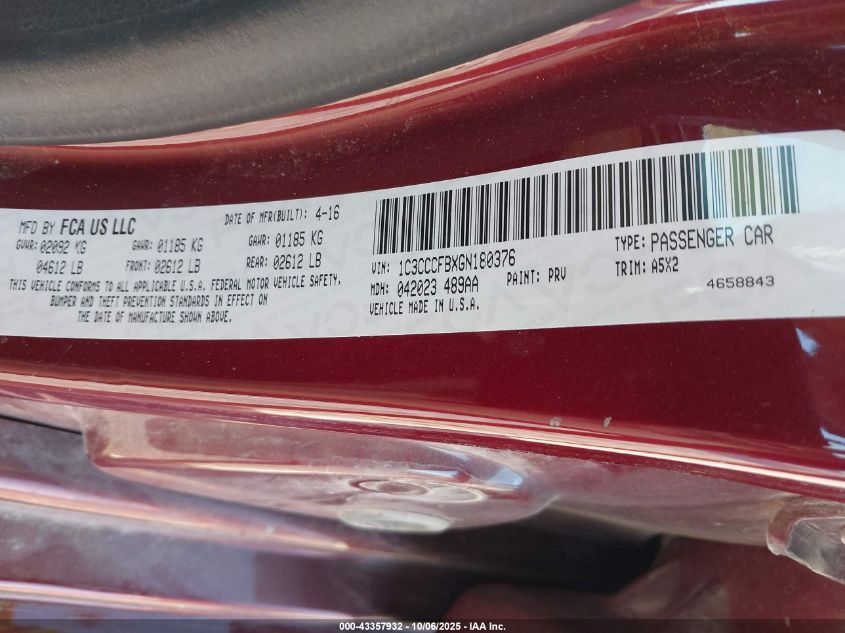 MFD BY FCA US LLC
DATE OF MFR(BUILT): 4-16
GVWR: 02092 KG
GAWR: 01185 KG
GAWR: 01185 KG
04612 LB
FRONT: 02612 LB
REAR: 02612 LB
THIS VEHICLE CONFORMS TO ALL APPLICABLE U.S.A. FEDERAL MOTOR VEHICLE SAFETY,
BUMPER AND THEFT PREVENTION STANDARDS IN EFFECT ON
THE DATE OF MANUFACTURE SHOWN ABOVE.
VIN: 1C3CCCFBXGN180376
TYPE: PASSENGER CAR
MDH: 042023 489AA
PAINT: PRV
TRIM: A5X2
VEHICLE MADE IN U.S.A.
4658843
000-43357932 - 10/06/2025 - IAA Inc.